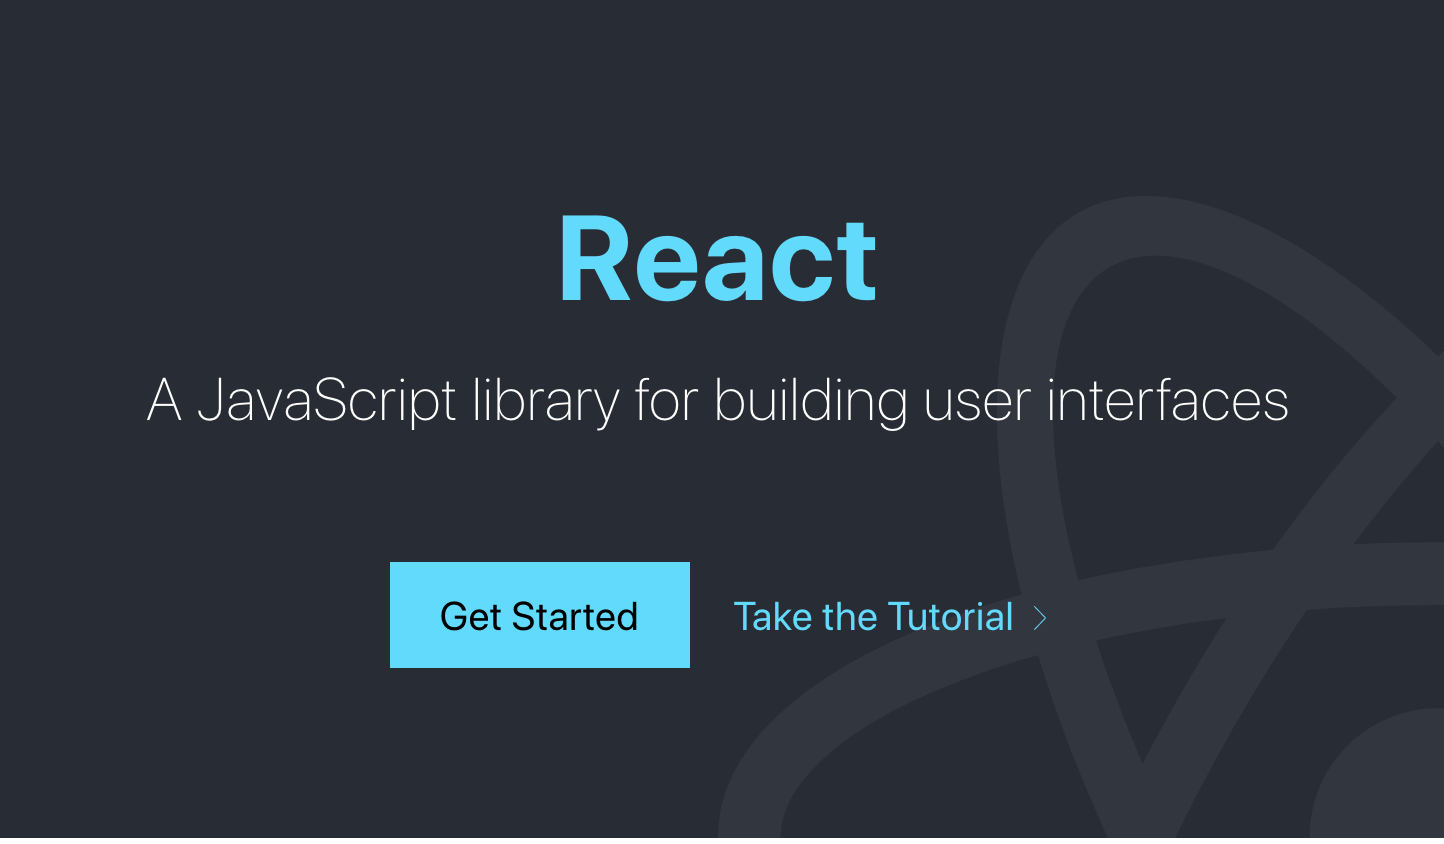 React
A JavaScript library for building user interfaces
Get Started
Take the Tutorial